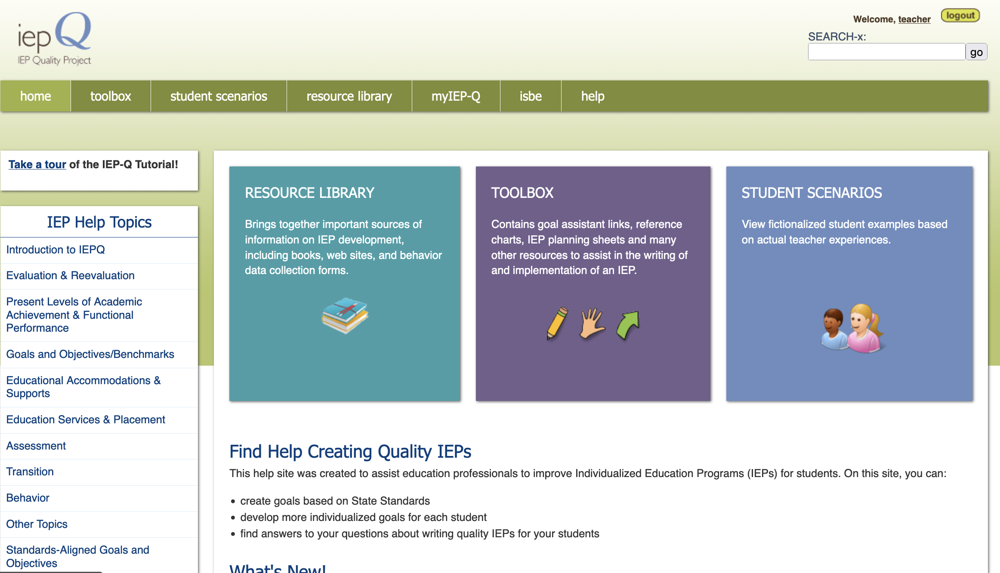 iepQ
IEP Quality Project
Welcome, teacher
logout
SEARCH-x:
go
home
toolbox
student scenarios
resource library
myIEP-Q
isbe
help
Take a tour of the IEP-Q Tutorial!
IEP Help Topics
Introduction to IEPQ
Evaluation & Reevaluation
Present Levels of Academic
Achievement & Functional
Performance
Goals and Objectives/Benchmarks
Educational Accommodations &
Supports
Education Services & Placement
Assessment
Transition
Behavior
Other Topics
Standards-Aligned Goals and
Objectives
RESOURCE LIBRARY
Brings together important sources of
information on IEP development,
including books, web sites, and behavior
data collection forms.
TOOLBOX
Contains goal assistant links, reference
charts, IEP planning sheets and many
other resources to assist in the writing of
and implementation of an IEP.
STUDENT SCENARIOS
View fictionalized student examples based
on actual teacher experiences.
Find Help Creating Quality IEPs
This help site was created to assist education professionals to improve Individualized Education Programs (IEPs) for students. On this site, you can:
• create goals based on State Standards
• develop more individualized goals for each student
• find answers to your questions about writing quality IEPs for your students
What's New!